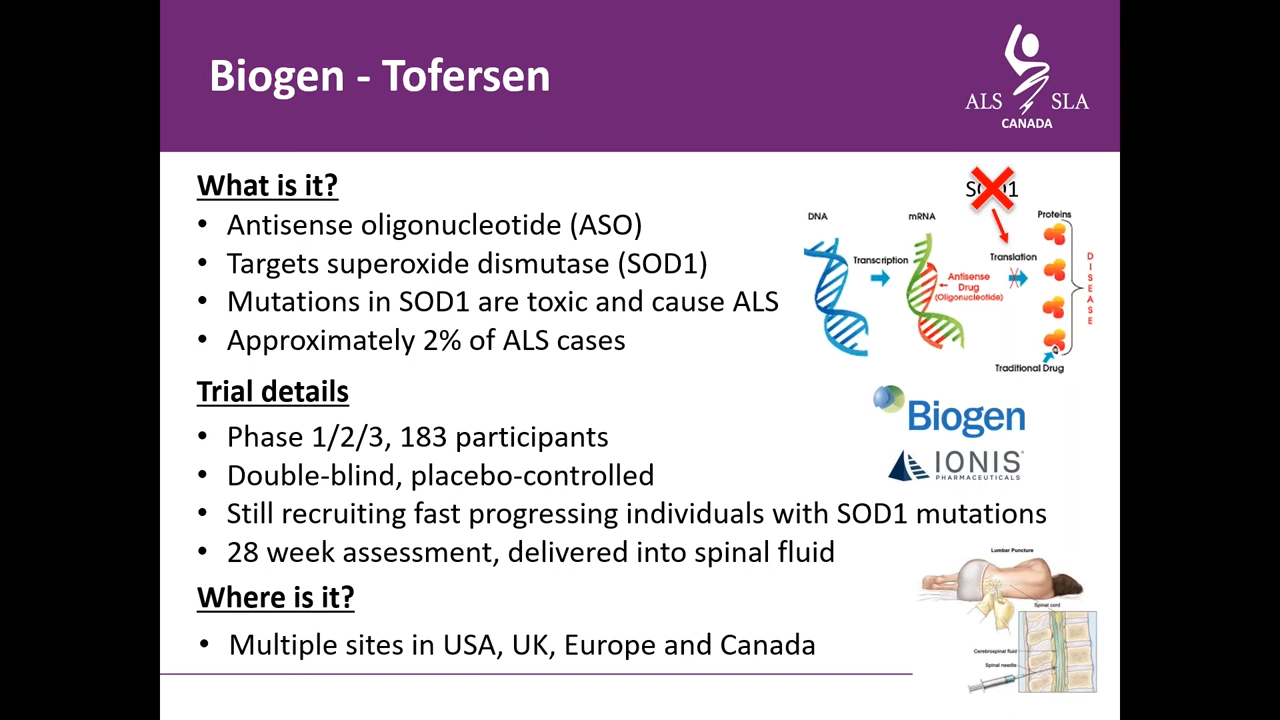 Biogen - Tofersen
ALS SLA
CANADA
What is it?
• Antisense oligonucleotide (ASO)
• Targets superoxide dismutase (SOD1)
• Mutations in SOD1 are toxic and cause ALS
• Approximately 2% of ALS cases
SOD1
DNA
mRNA
Proteins
Transcription
Translation
Antisense
Drug
(Oligonucleotide)
DISEASE
Traditional Drug
Trial details
• Phase 1/2/3, 183 participants
• Double-blind, placebo-controlled
• Still recruiting fast progressing individuals with SOD1 mutations
• 28 week assessment, delivered into spinal fluid
Biogen
IONIS
PHARMACEUTICALS
Where is it?
• Multiple sites in USA, UK, Europe and Canada
Lumbar Puncture
Spinal cord
Cerebrospinal fluid
Spinal needle